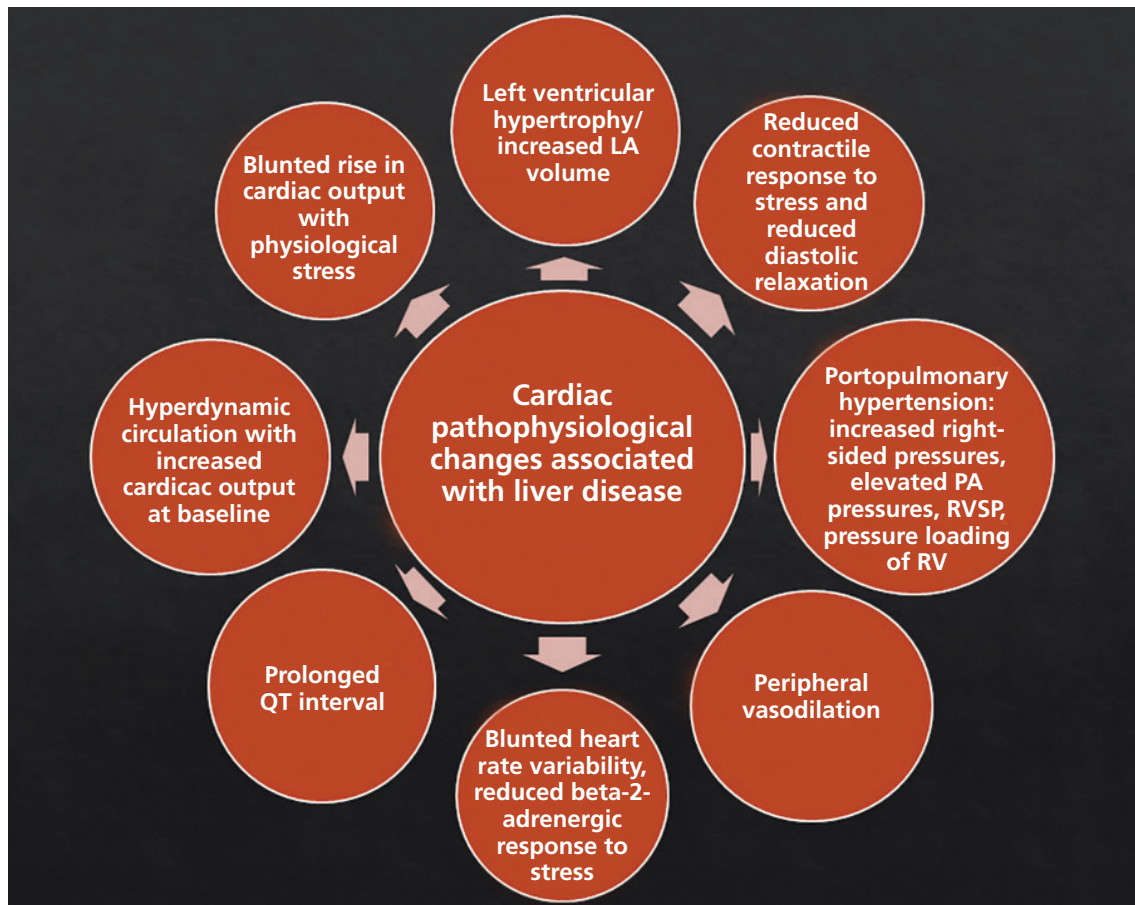 Cardiac
pathophysiological
changes associated
with liver disease
Left ventricular
hypertrophy/
increased LA
volume
Reduced
contractile
response to
stress and
reduced
diastolic
relaxation
Portopulmonary
hypertension:
increased right-
sided pressures,
elevated PA
pressures, RVSP,
pressure loading
of RV
Peripheral
vasodilation
Blunted heart
rate variability,
reduced beta-2-
adrenergic
response to
stress
Prolonged
QT interval
Hyperdynamic
circulation with
increased
cardicac output
at baseline
Blunted rise in
cardiac output
with
physiological
stress